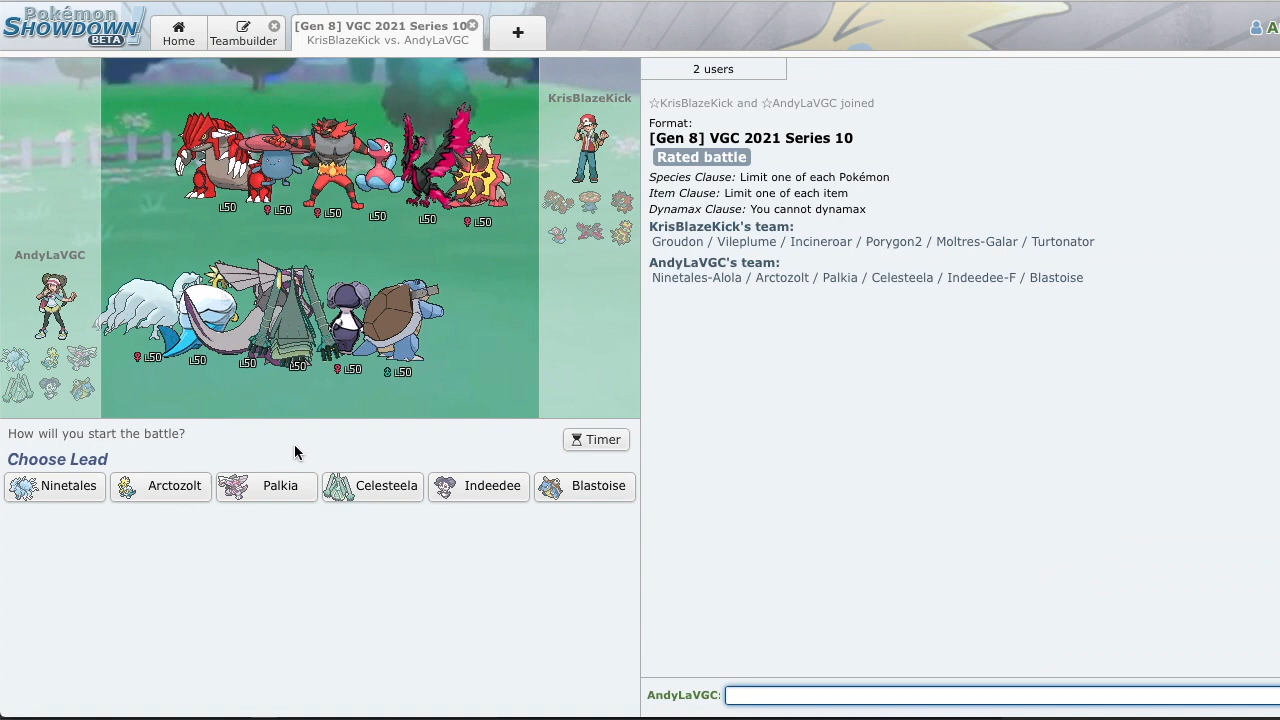 Pokémon
SHOWDOWN
BETA
Home
Teambuilder
[Gen 8] VGC 2021 Series 10
KrisBlazeKick vs. AndyLaVGC
+
A
KrisBlazeKick
L50
L50
L50
L50
L50
L50
AndyLaVGC
L50
L50
L50
L50
L50
L50
How will you start the battle?
Timer
Choose Lead
Ninetales
Arctozolt
Palkia
Celesteela
Indeedee
Blastoise
2 users
☆KrisBlazeKick and ☆AndyLaVGC joined
Format:
[Gen 8] VGC 2021 Series 10
Rated battle
Species Clause: Limit one of each Pokémon
Item Clause: Limit one of each item
Dynamax Clause: You cannot dynamax
KrisBlazeKick's team:
Groudon / Vileplume / Incineroar / Porygon2 / Moltres-Galar / Turtonator
AndyLaVGC's team:
Ninetales-Alola / Arctozolt / Palkia / Celesteela / Indeedee-F / Blastoise
AndyLaVGC: